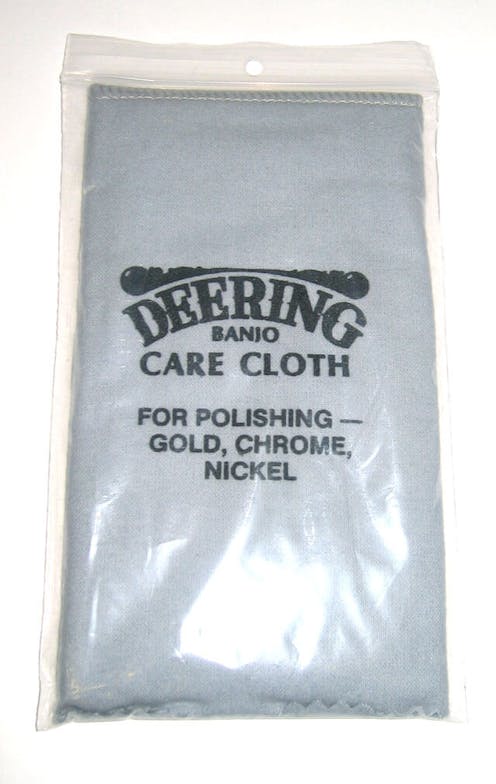 DEERING
BANJO
CARE CLOTH
FOR POLISHING —
GOLD, CHROME,
NICKEL